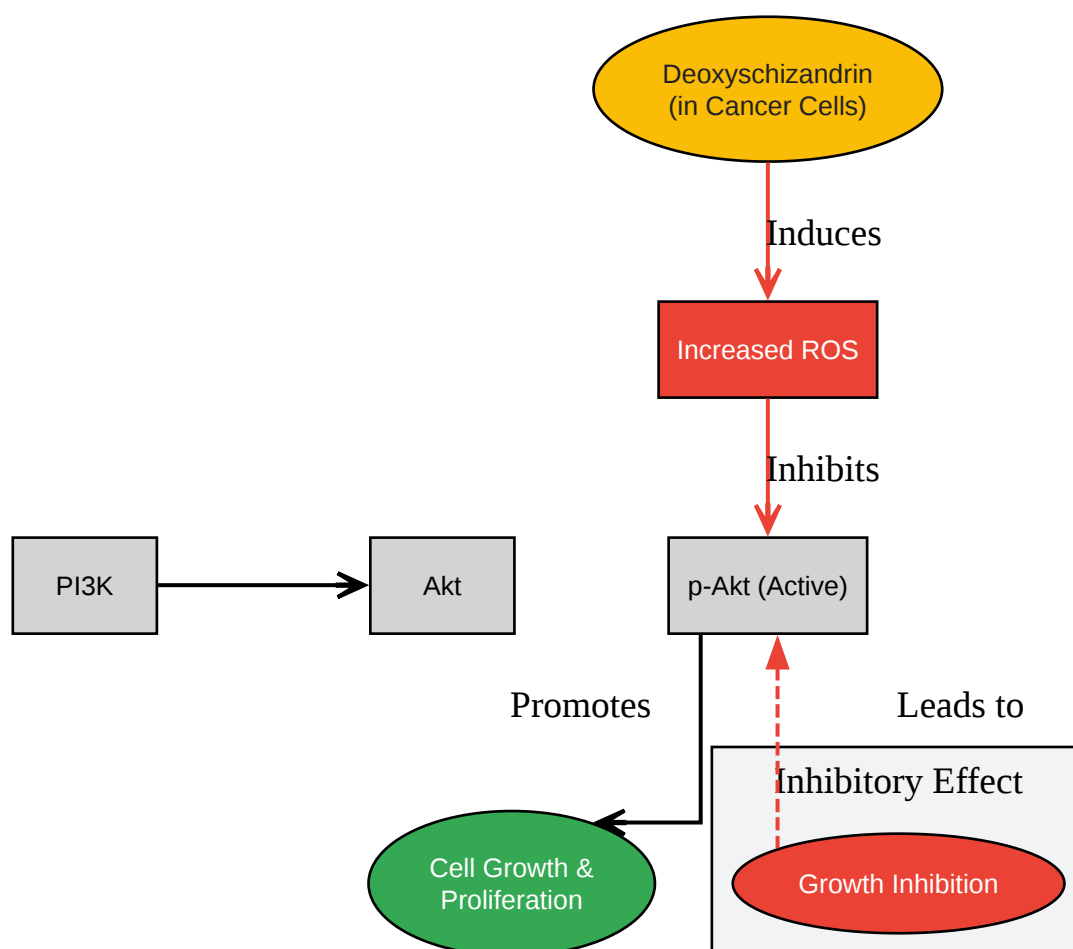 Deoxyschizandrin
(in Cancer Cells)
Induces
Increased ROS
Inhibits
PI3K
Akt
p-Akt (Active)
Promotes
Leads to
Inhibitory Effect
Cell Growth &
Proliferation
Growth Inhibition